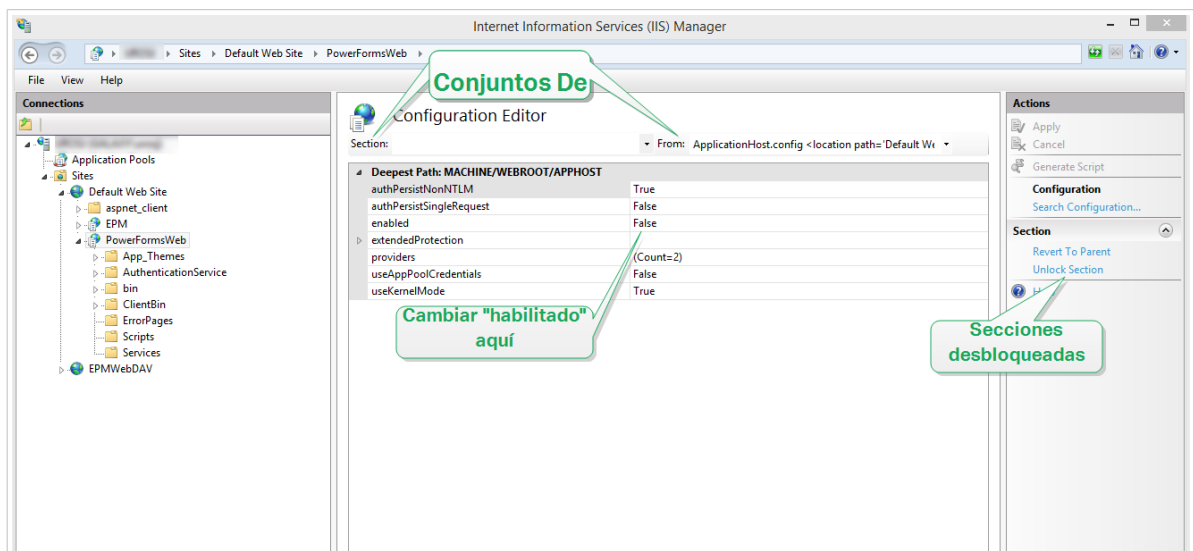 Internet Information Services (IIS) Manager
Sites Default Web Site PowerFormsWeb
File View Help
Connections
Application Pools
Sites
Default Web Site
aspnet_client
EPM
PowerFormsWeb
App_Themes
AuthenticationService
bin
ClientBin
ErrorPages
Scripts
Services
EPMWebDAV
Conjuntos De
Configuration Editor
Section: From: ApplicationHost.config <location path='Default We
Deepest Path: MACHINE/WEBROOT/APPHOST
authPersistNonNTLM True
authPersistSingleRequest False
enabled False
extendedProtection
providers (Count=2)
useAppPoolCredentials False
useKernelMode True
Cambiar "habilitado"
aquí
Actions
Apply
Cancel
Generate Script
Configuration
Search Configuration...
Section
Revert To Parent
Unlock Section
Secciones
desbloqueadas